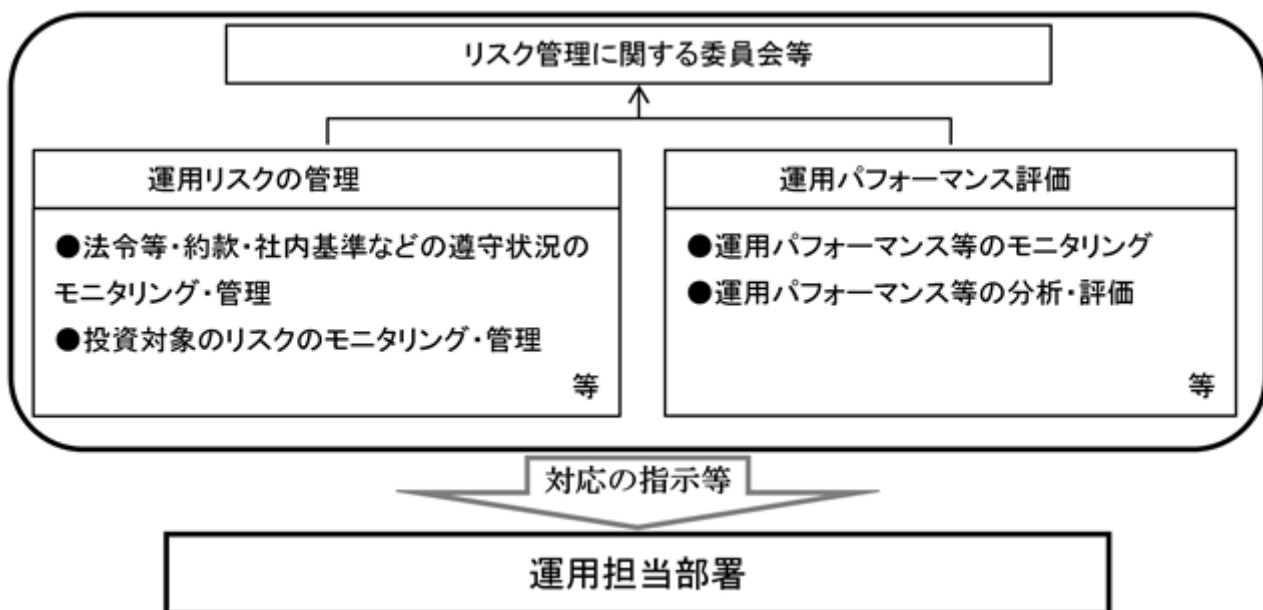 リスク管理に関する委員会等
運用リスクの管理
●法令等・約款・社内基準などの遵守状況の
モニタリング・管理
●投資対象のリスクのモニタリング・管理
等
運用パフォーマンス評価
●運用パフォーマンス等のモニタリング
●運用パフォーマンス等の分析・評価
等
対応の指示等
運用担当部署